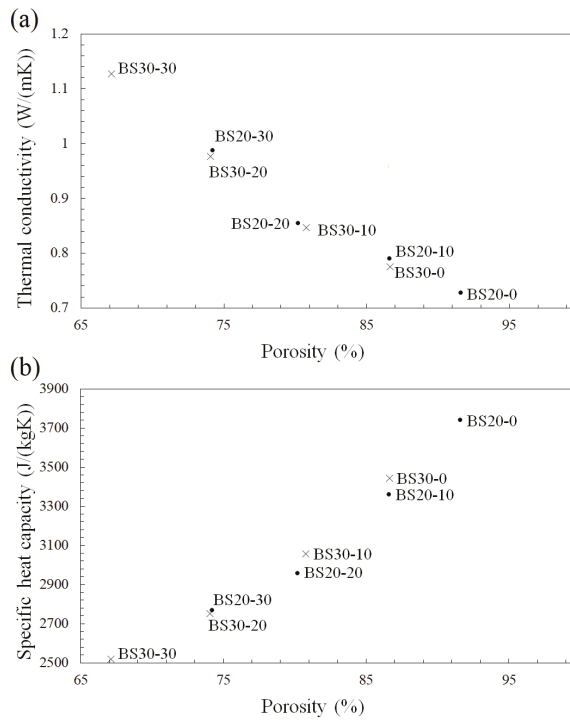 (a)
Thermal conductivity (W/(mK))
1.2
1.1
1
0.9
0.8
0.7
BS30-30
BS20-30
BS30-20
BS20-20
BS30-10
BS20-10
BS30-0
BS20-0
65
75
85
95
Porosity (%)
(b)
Specific heat capacity (J/(kgK))
3900
3700
3500
3300
3100
2900
2700
2500
BS20-0
BS30-0
BS20-10
BS30-10
BS20-20
BS20-30
BS30-20
BS30-30
65
75
85
95
Porosity (%)